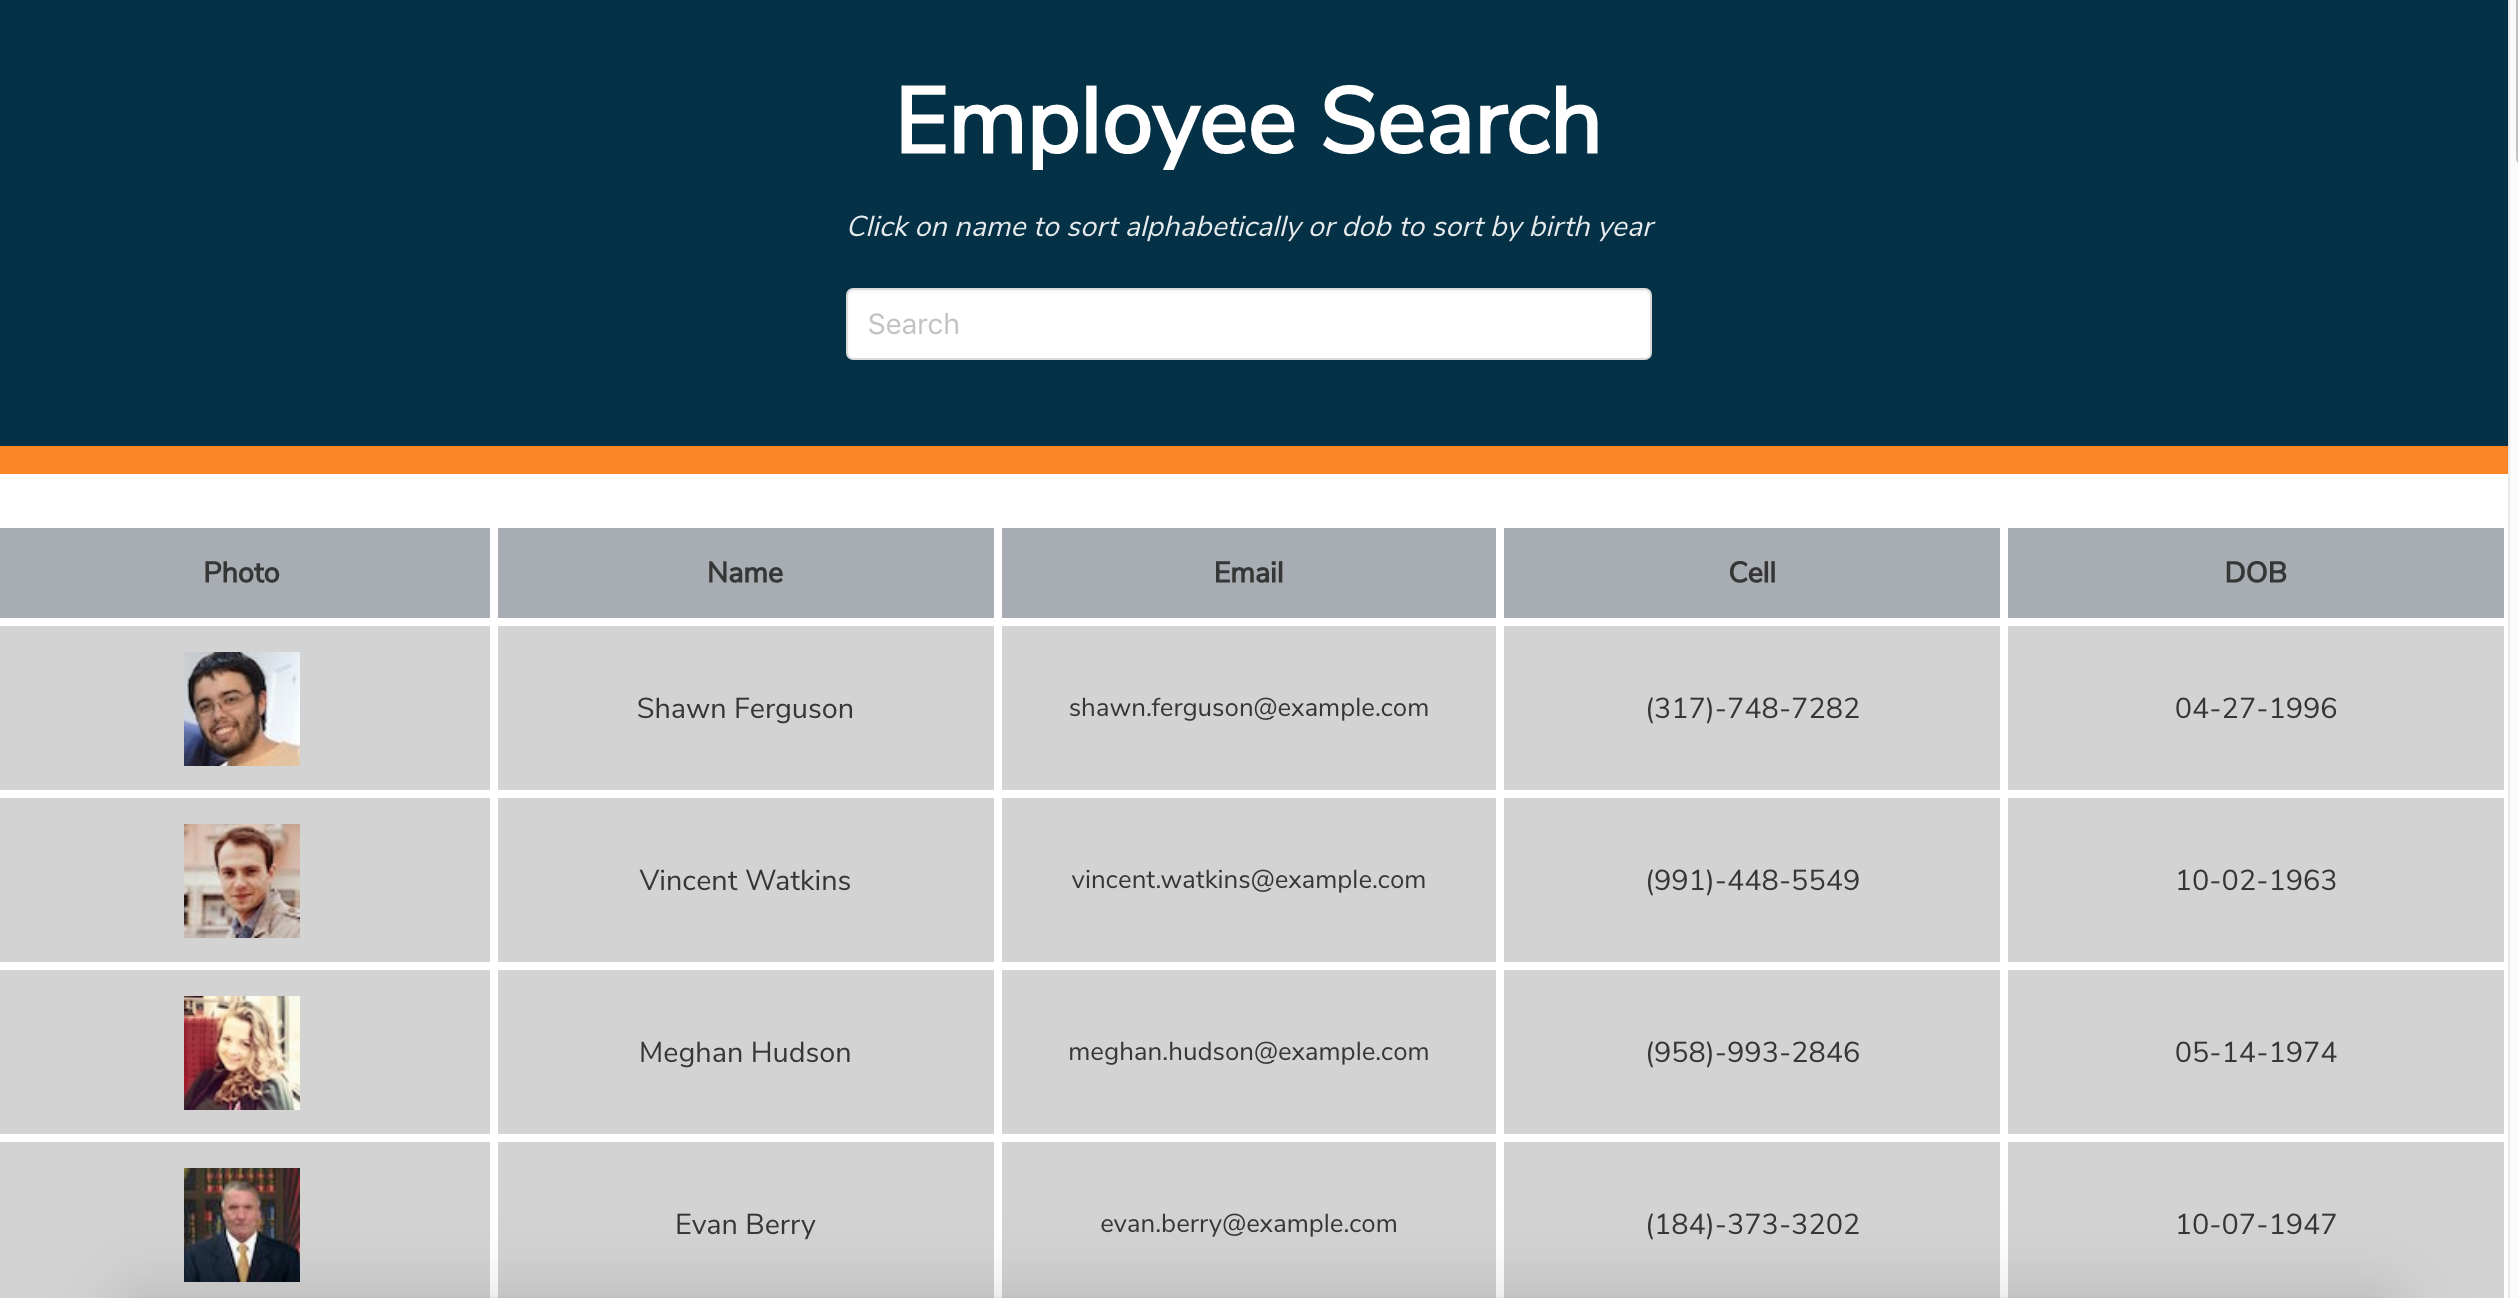 Employee Search
Click on name to sort alphabetically or dob to sort by birth year
Search
Photo Name Email Cell DOB
Shawn Ferguson shawn.ferguson@example.com (317)-748-7282 04-27-1996
Vincent Watkins vincent.watkins@example.com (991)-448-5549 10-02-1963
Meghan Hudson meghan.hudson@example.com (958)-993-2846 05-14-1974
Evan Berry evan.berry@example.com (184)-373-3202 10-07-1947